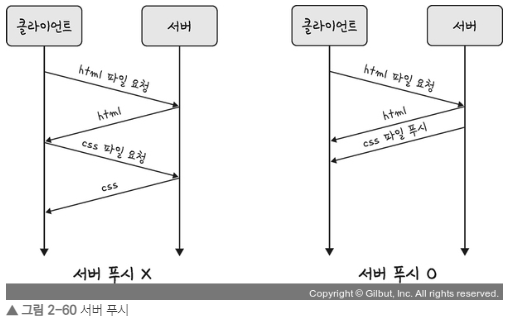 클라이언트
서버
html 파일 요청
html
css 파일 요청
css
서버 푸시 X
클라이언트
서버
html 파일 요청
html
css 파일 푸시
서버 푸시 O
Copyright © Gilbut, Inc. All rights reserved.
▲ 그림 2-60 서버 푸시